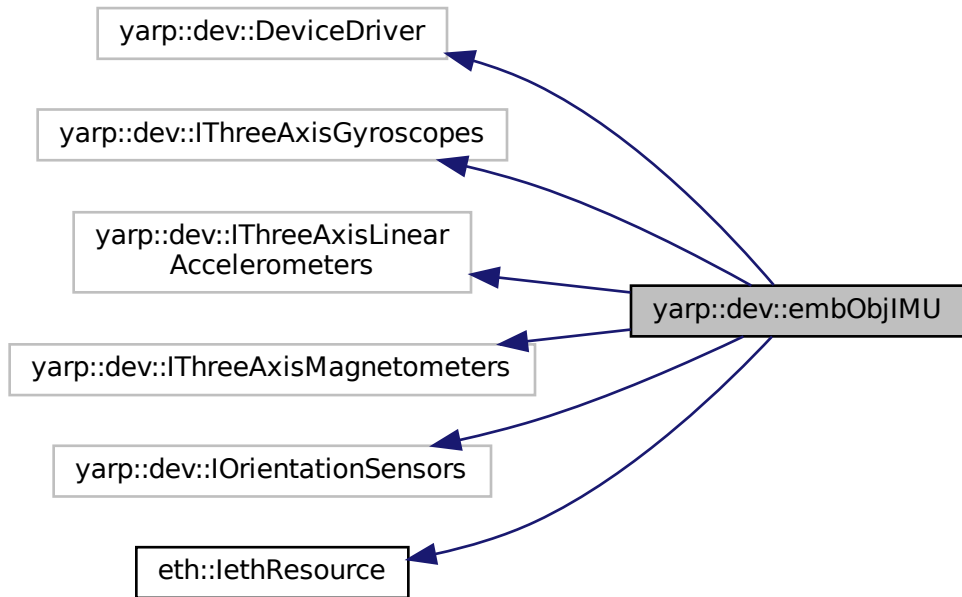 yarp::dev::DeviceDriver
yarp::dev::IThreeAxisGyroscopes
yarp::dev::IThreeAxisLinear
Accelerometers
yarp::dev::embObjIMU
yarp::dev::IThreeAxisMagnetometers
yarp::dev::IOrientationSensors
eth::IethResource